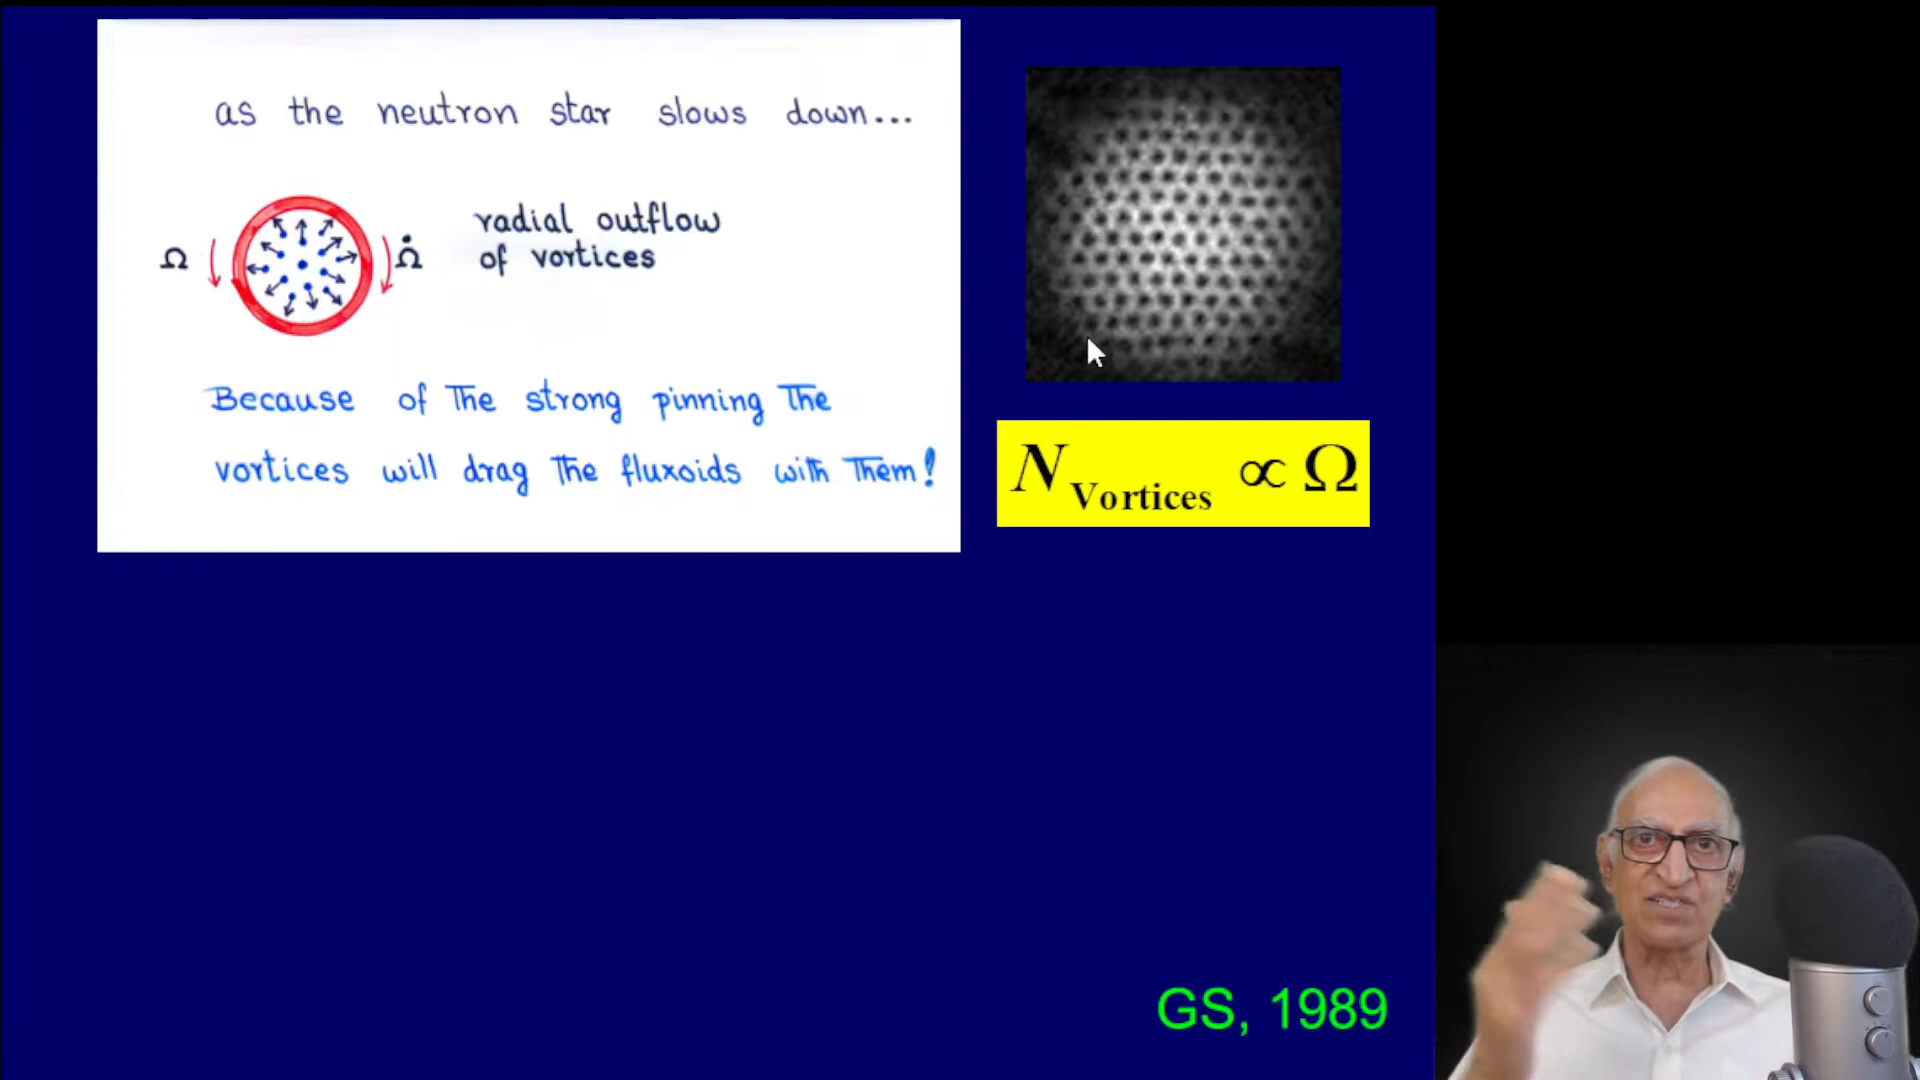 as the neutron star slows down...
Ω Ω̇ radial outflow
of vortices
Because of The strong pinning The
vortices will drag The fluxoids with Them!
N Vortices ∝ Ω
GS, 1989